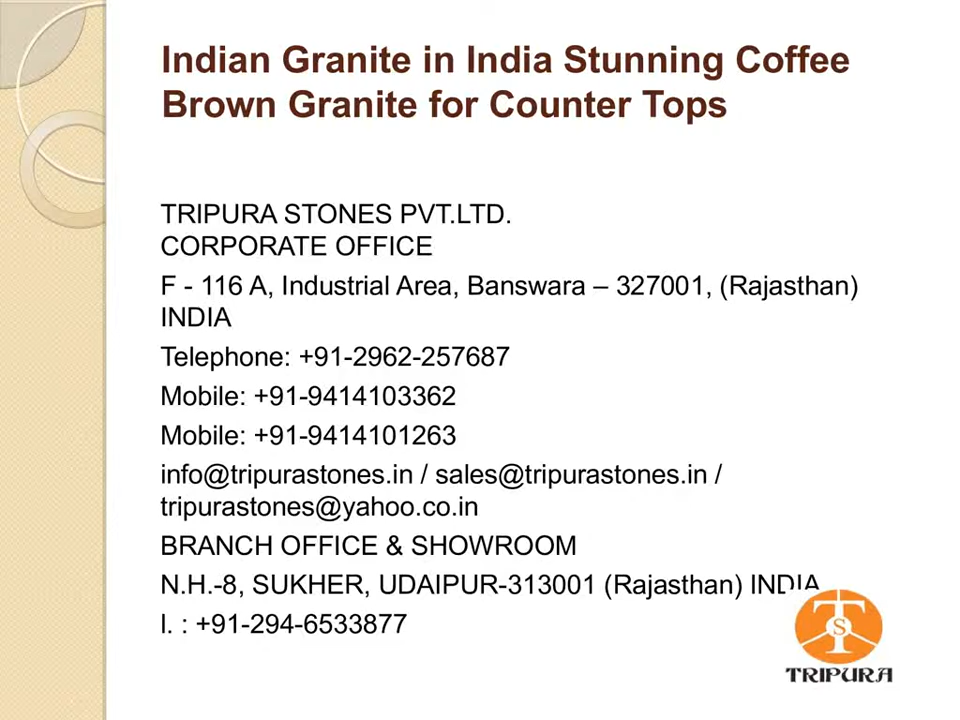 Indian Granite in India Stunning Coffee
Brown Granite for Counter Tops
TRIPURA STONES PVT.LTD.
CORPORATE OFFICE
F - 116 A, Industrial Area, Banswara – 327001, (Rajasthan)
INDIA
Telephone: +91-2962-257687
Mobile: +91-9414103362
Mobile: +91-9414101263
info@tripurastones.in / sales@tripurastones.in /
tripurastones@yahoo.co.in
BRANCH OFFICE & SHOWROOM
N.H.-8, SUKHER, UDAIPUR-313001 (Rajasthan) INDIA
l. : +91-294-6533877
TS
TRIPURA